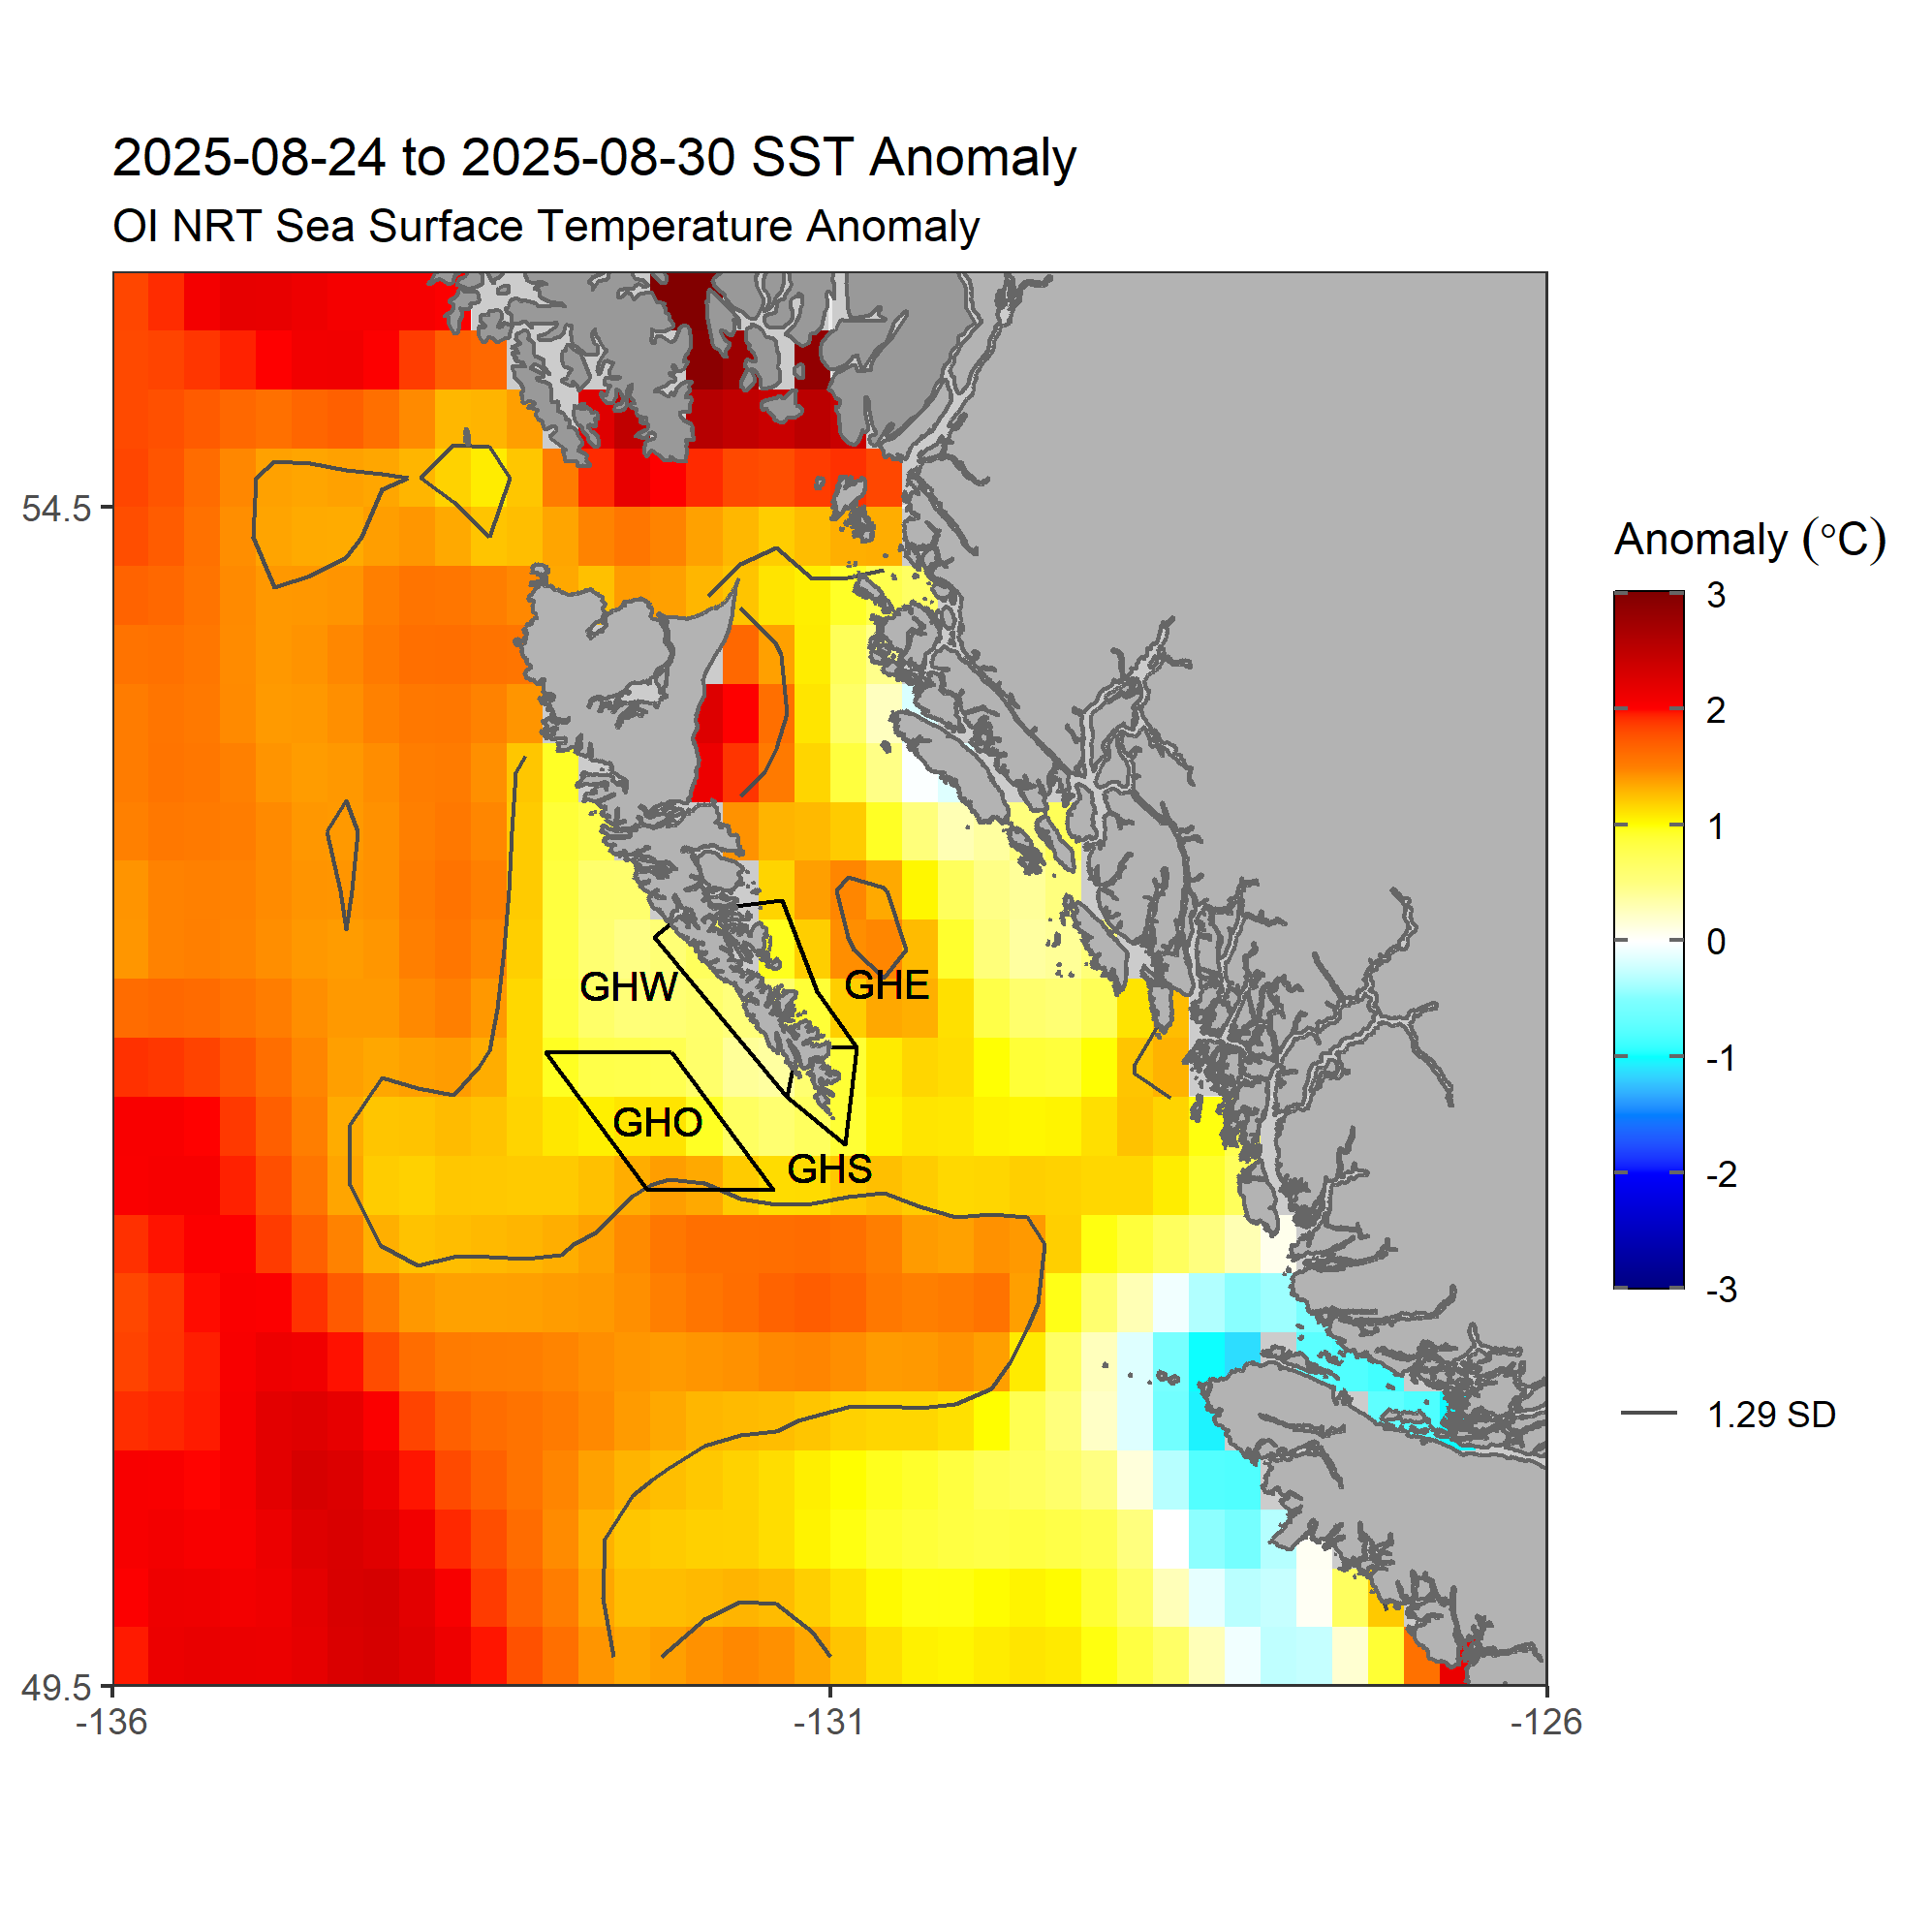 2025-08-24 to 2025-08-30 SST Anomaly
OI NRT Sea Surface Temperature Anomaly
54.5
49.5
-136
-131
-126
GHW
GHE
GHO
GHS
Anomaly (°C)
3
2
1
0
-1
-2
-3
1.29 SD